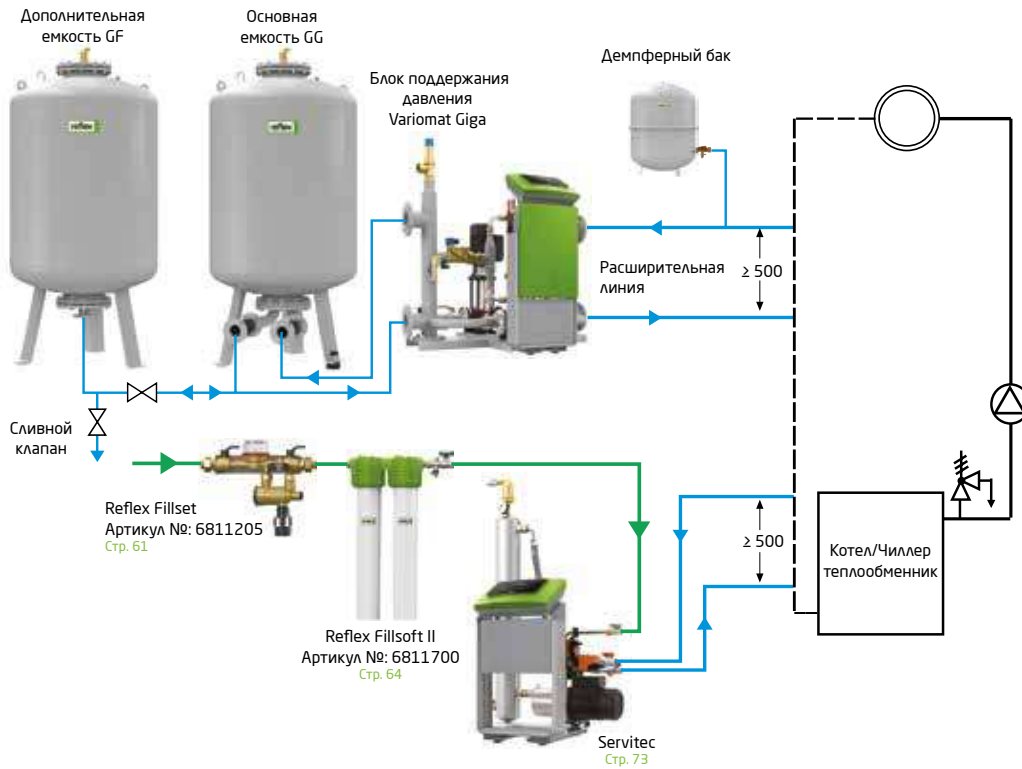 Дополнительная
емкость GF
Основная
емкость GG
Блок поддержания
давления
Variomat Giga
Демпферный бак
reflex
reflex
Расширительная
линия
≥ 500
Сливной
клапан
Reflex Fillset
Артикул №: 6811205
Стр. 61
Reflex Fillsoft II
Артикул №: 6811700
Стр. 64
≥ 500
Котел/Чиллер
теплообменник
Servitec
Стр. 73